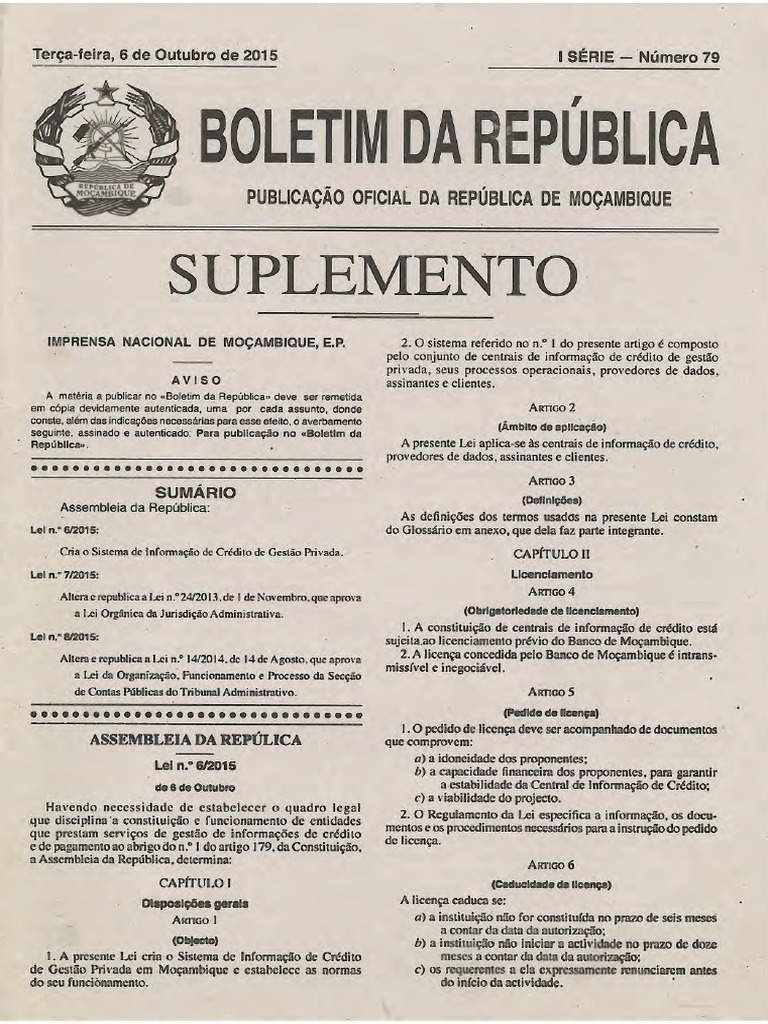 Terça-feira, 6 de Outubro de 2015
I SÉRIE — Número 79
REPÚBLICA DE
MOÇAMBIQUE
BOLETIM DA REPÚBLICA
PUBLICAÇÃO OFICIAL DA REPÚBLICA DE MOÇAMBIQUE
SUPLEMENTO
IMPRENSA NACIONAL DE MOÇAMBIQUE, E.P.
AVISO
A matéria a publicar no «Boletim da República» deve ser remetida
em cópia devidamente autenticada, uma por cada assunto, donde
conste, além das indicações necessárias para esse efeito, o averbamento
seguinte, assinado e autenticado: Para publicação no «Boletim da
República».
SUMÁRIO
Assembleia da República:
Lei n.º 6/2015:
Cria o Sistema de Informação de Crédito de Gestão Privada.
Lei n.º 7/2015:
Altera e republica a Lei n.º 24/2013, de 1 de Novembro, que aprova
a Lei Orgânica da Jurisdição Administrativa.
Lei n.º 8/2015:
Altera e republica a Lei n.º 14/2014, de 14 de Agosto, que aprova
a Lei da Organização, Funcionamento e Processo da Secção
de Contas Públicas do Tribunal Administrativo.
ASSEMBLEIA DA REPÚLICA
Lei n.º 6/2015
de 6 de Outubro
Havendo necessidade de estabelecer o quadro legal
que disciplina a constituição e funcionamento de entidades
que prestam serviços de gestão de informações de crédito
e de pagamento ao abrigo do n.º 1 do artigo 179, da Constituição,
a Assembleia da República, determina:
CAPÍTULO I
Disposições gerais
ARTIGO 1
(Objecto)
1. A presente Lei cria o Sistema de Informação de Crédito
de Gestão Privada em Moçambique e estabelece as normas
do seu funciònamento.
2. O sistema referido no n.º 1 do presente artigo é composto
pelo conjunto de centrais de informação de crédito de gestão
privada, seus processos operacionais, provedores de dados,
assinantes e clientes.
ARTIGO 2
(Âmbito de aplicação)
A presente Lei aplica-se às centrais de informação de crédito,
provedores de dados, assinantes e clientes.
ARTIGO 3
(Definições)
As definições dos termos usados na presente Lei constam
do Glossário em anexo, que dela faz parte integrante.
CAPÍTULO II
Licenciamento
ARTIGO 4
(Obrigatoriedade de licenciamento)
1. A constituição de centrais de informação de crédito está
sujeita ao licenciamento prévio do Banco de Moçambique.
2. A licença concedida pelo Banco de Moçambique é intrans-
missível e inegociável.
ARTIGO 5
(Pedido de licença)
1. O pedido de licença deve ser acompanhado de documentos
que comprovem:
a) a idoneidade dos proponentes;
b) a capacidade financeira dos proponentes, para garantir
a estabilidade da Central de Informação de Crédito;
c) a viabilidade do projecto.
2. O Regulamento da Lei especifica a informação, os docu-
mentos e os procedimentos necessários para a instrução do pedido
de licença.
ARTIGO 6
(Caducidade da licença)
A licença caduca se:
a) a instituição não for constituída no prazo de seis meses
a contar da data da autorização;
b) a instituição não iniciar a actividade no prazo de doze
meses a contar da data da autorização;
c) os requerentes a ela expressamente renunciarem antes
do início da actividade.